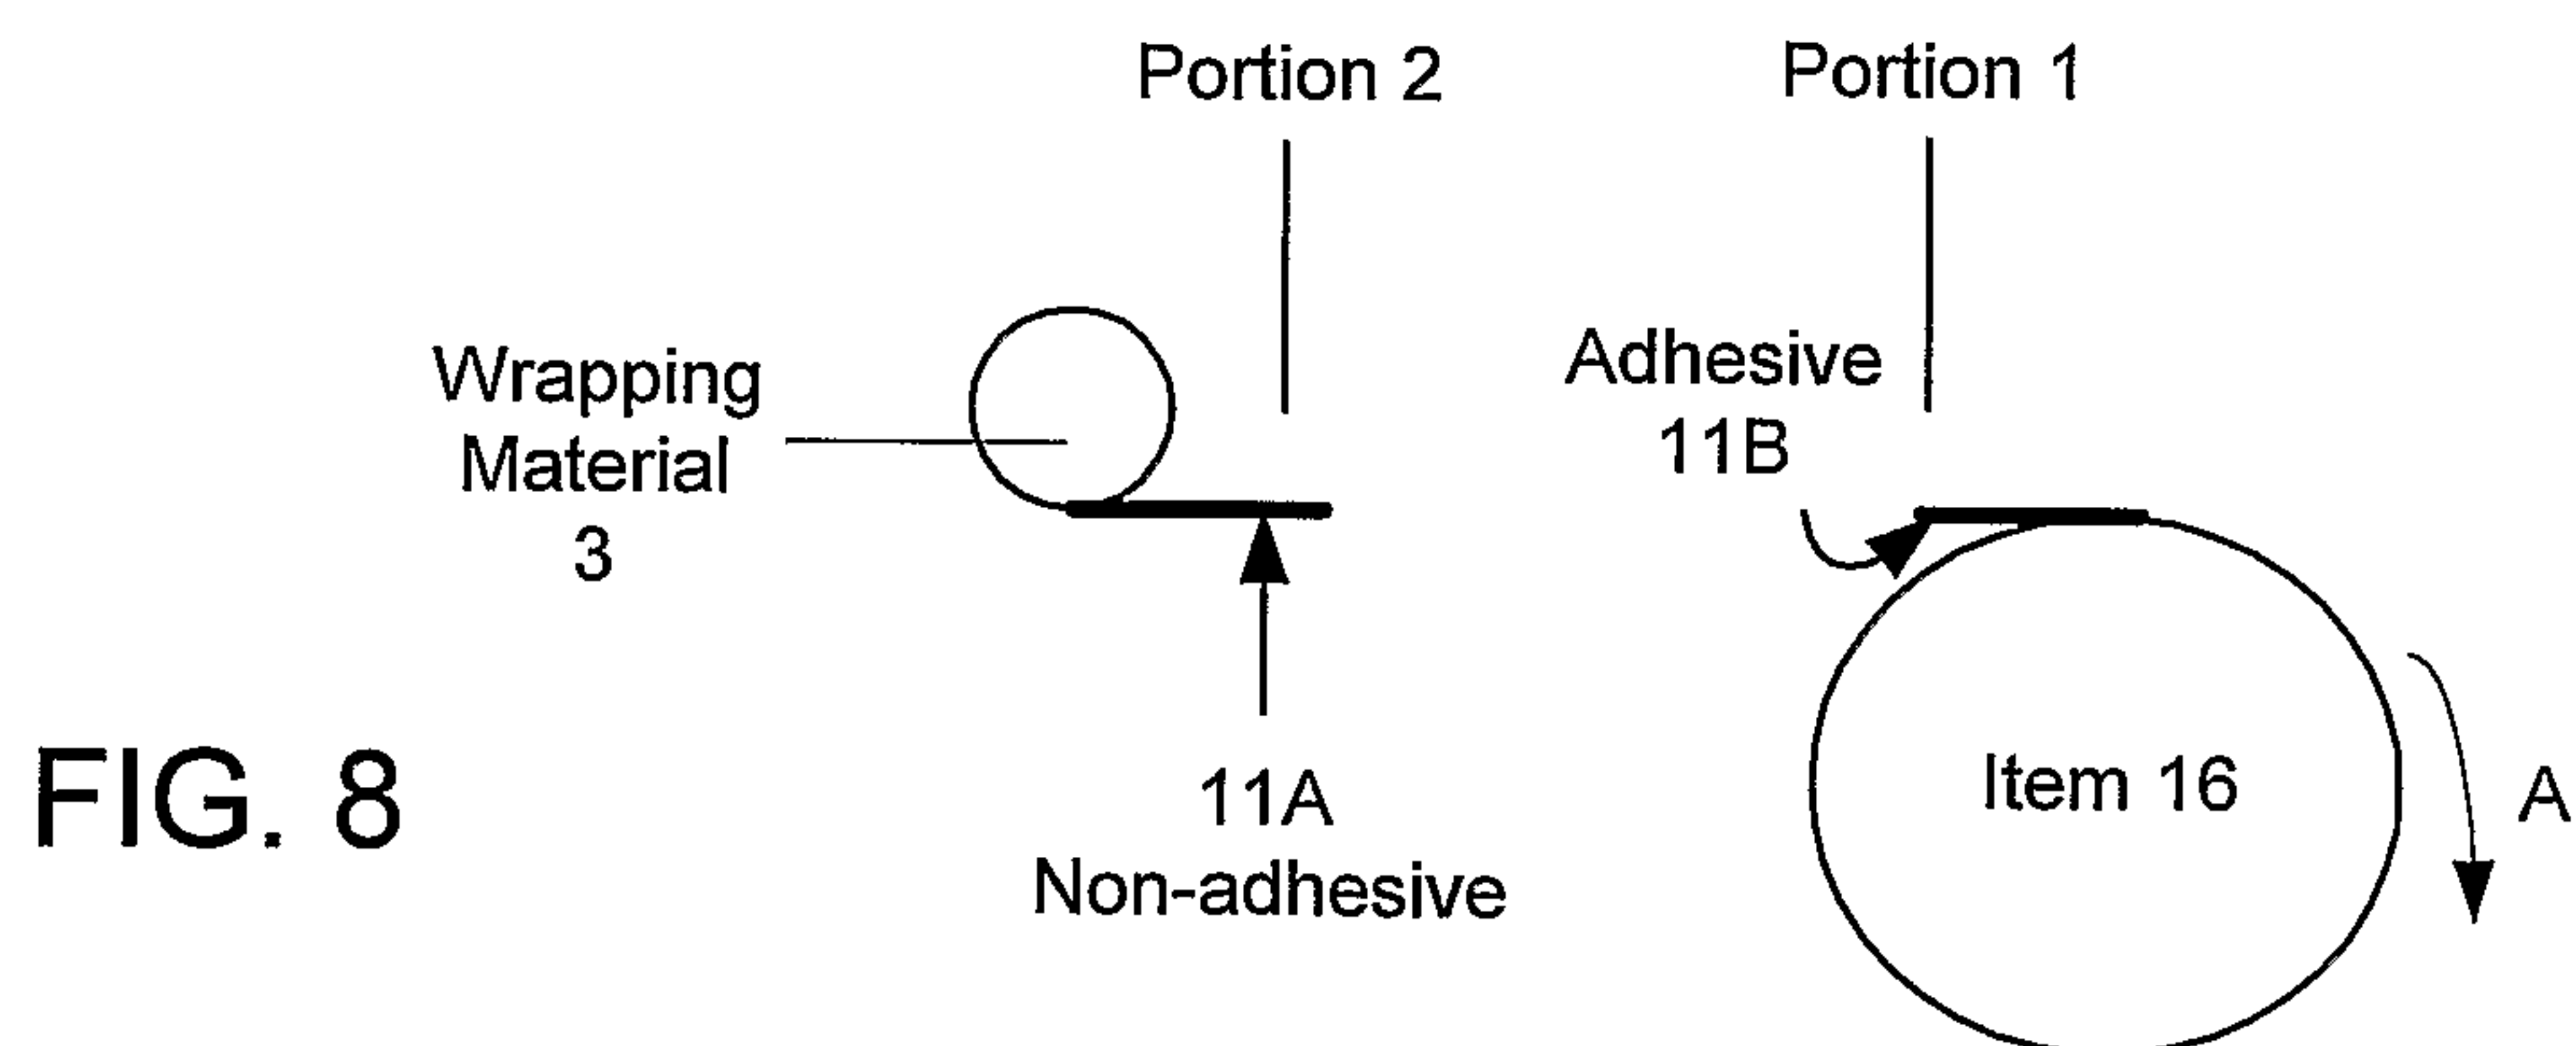 Portion 2
Portion 1
Wrapping
Material
3
Adhesive
11B
11A
Non-adhesive
Item 16
A
FIG. 8